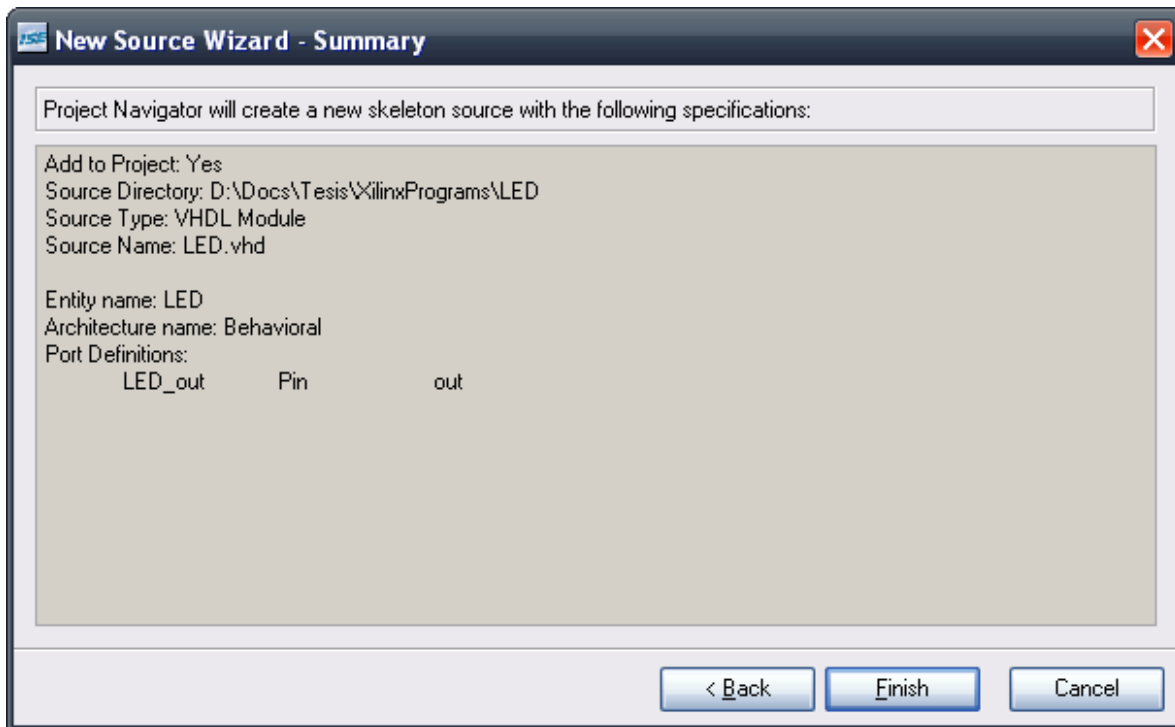 ISE New Source Wizard - Summary
Project Navigator will create a new skeleton source with the following specifications:
Add to Project: Yes
Source Directory: D:\Docs\Tesis\XilinxPrograms\LED
Source Type: VHDL Module
Source Name: LED.vhd
Entity name: LED
Architecture name: Behavioral
Port Definitions:
LED_out Pin out
< Back Finish Cancel